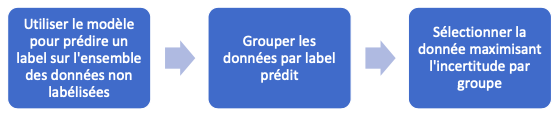 Utiliser le modèle
pour prédire un
label sur l'ensemble
des données non
labélisées
Grouper les
données par label
prédit
Sélectionner la
donnée maximisant
l'incertitude par
groupe